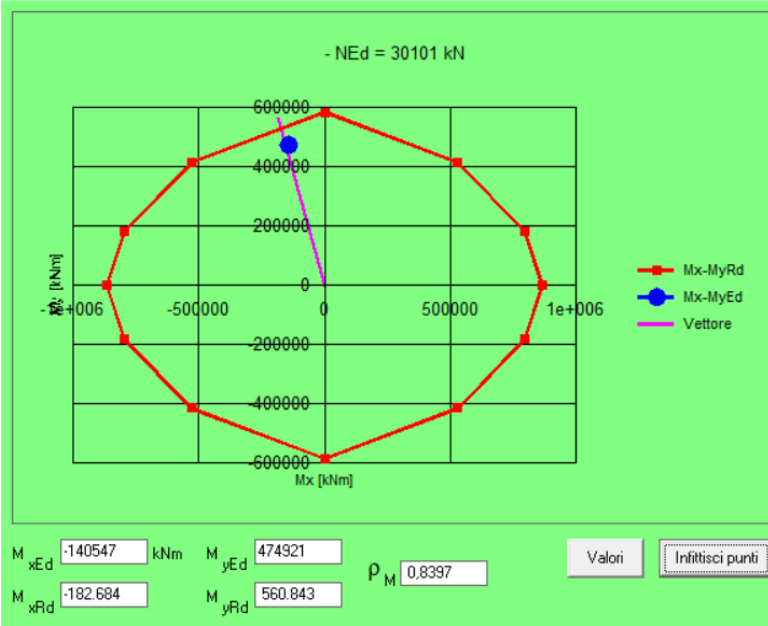 - NEd = 30101 kN
600000
400000
200000
0
-1e+006 -500000 0 500000 1e+006
-200000
-400000
-600000
Mx [kNm]
[kNm]
Mx-MyRd
Mx-MyEd
Vettore
M xEd -140547 kNm M yEd 474921
M xRd -182.684 M yRd 560.843
ρ M 0,8397
Valori
Infittisci punti